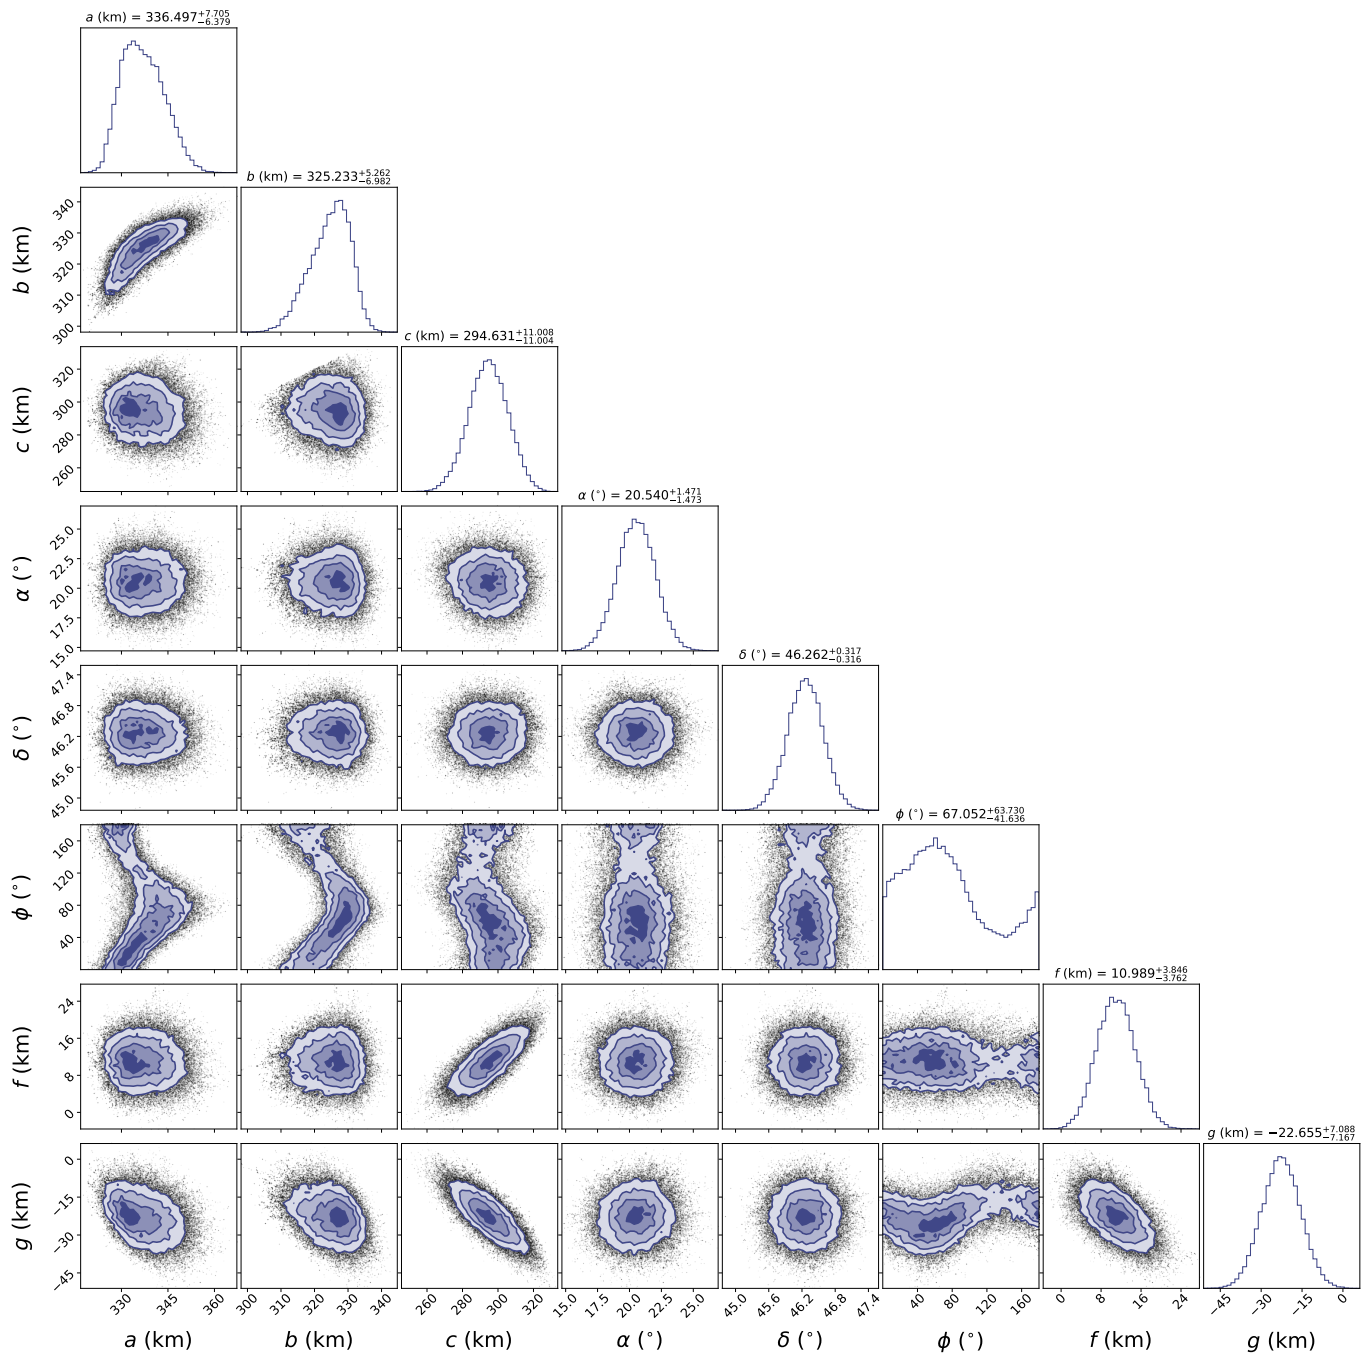 a (km) = 336.497+7.705 −6.379
b (km) = 325.233+5.262 −6.982
340
330
320
310
300
b (km)
c (km) = 294.631+11.008 −11.004
320
300
280
260
c (km)
α (°) = 20.540+1.471 −1.473
25.0
22.5
20.0
17.5
15.0
α (°)
δ (°) = 46.262+0.317 −0.316
47.4
46.8
46.2
45.6
45.0
δ (°)
ϕ (°) = 67.052+63.730 −41.636
160
120
80
40
ϕ (°)
f (km) = 10.989+3.846 −3.762
24
16
8
0
f (km)
g (km) = −22.655+7.088 −7.167
0
−15
−30
−45
g (km)
330 345 360 300 310 320 330 340 260 280 300 320 15.0 17.5 20.0 22.5 25.0 45.0 45.6 46.2 46.8 47.4 40 80 120 160 0 8 16 24 −45 −30 −15 0
a (km) b (km) c (km) α (°) δ (°) ϕ (°) f (km) g (km)